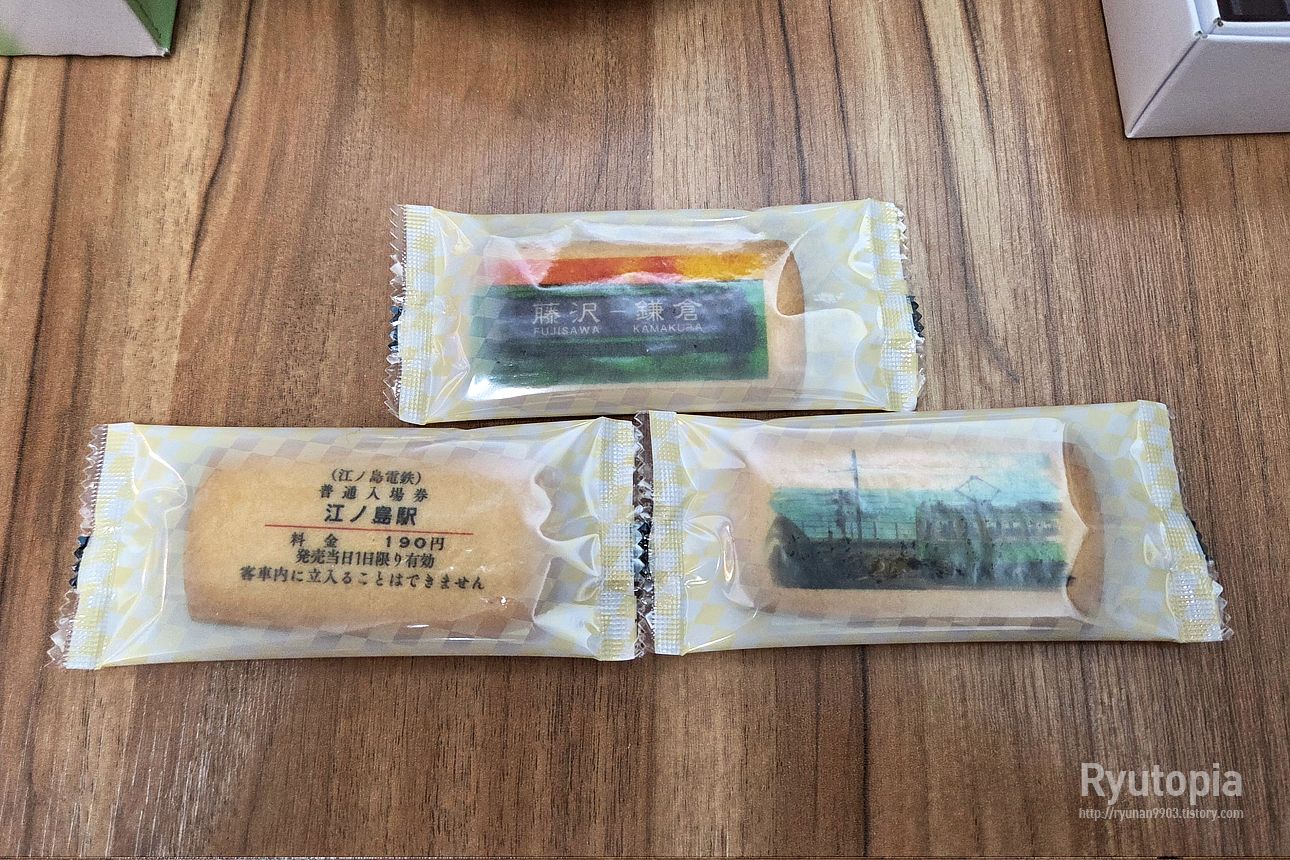 藤沢－鎌倉
FUJISAWA KAMAKURA
(江ノ島電鉄)
普通入場券
江ノ島駅
料金 190円
発売当日1日限り有効
客車内に立入ることはできません
Ryutopia
http://ryunan9903.tistory.com